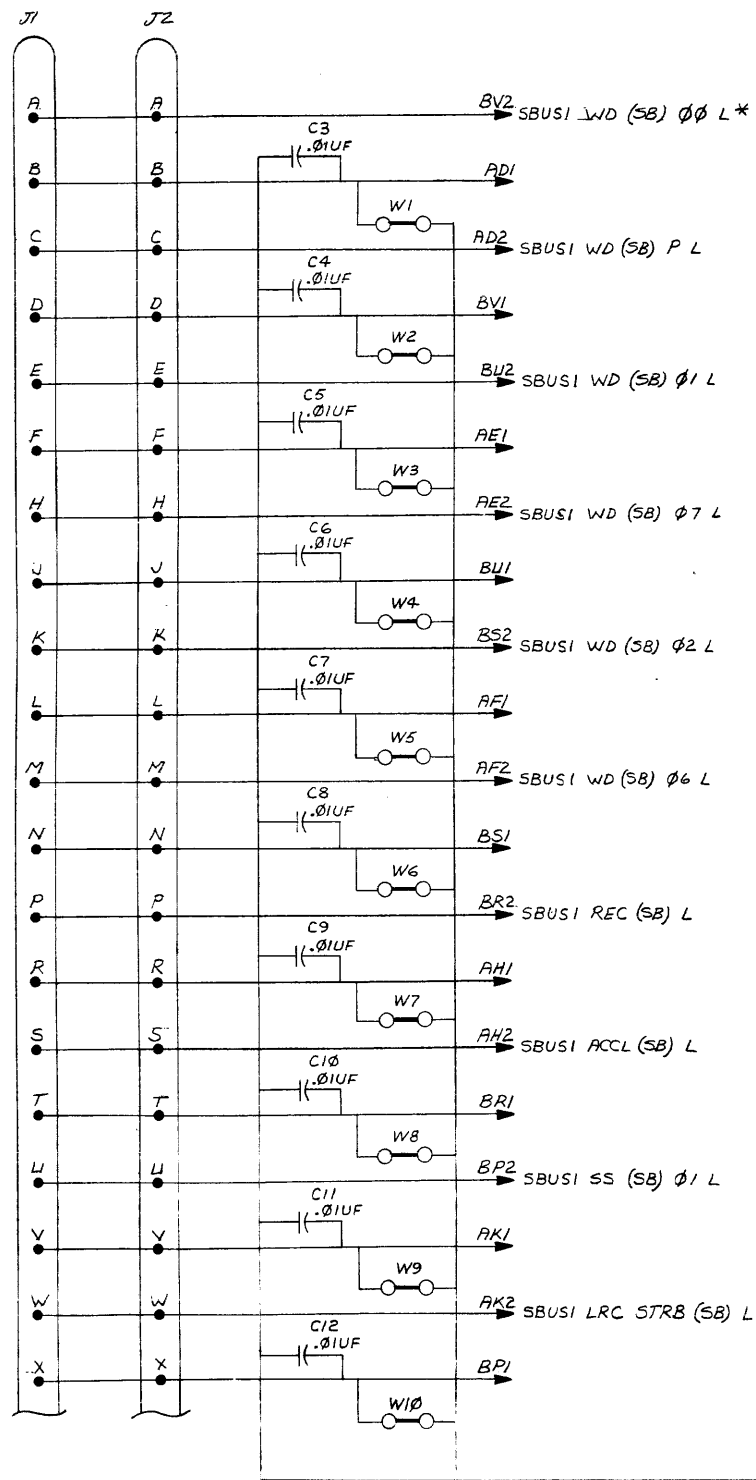 J1 J2
A A BV2 SBUS1 WD (SB) ØØ L*
C3
.Ø1UF
B B AD1
W1
C C AD2 SBUS1 WD (SB) P L
C4
.Ø1UF
D D BV1
W2
E E BU2 SBUS1 WD (SB) Ø1 L
C5
.Ø1UF
F F AE1
W3
H H AE2 SBUS1 WD (SB) Ø7 L
C6
.Ø1UF
J J BU1
W4
K K BS2 SBUS1 WD (SB) Ø2 L
C7
.Ø1UF
L L AF1
W5
M M AF2 SBUS1 WD (SB) Ø6 L
C8
.Ø1UF
N N BS1
W6
P P BR2 SBUS1 REC (SB) L
C9
.Ø1UF
R R AH1
W7
S S AH2 SBUS1 ACCL (SB) L
C1Ø
.Ø1UF
T T BR1
W8
U U BP2 SBUS1 SS (SB) Ø1 L
C11
.Ø1UF
V V AK1
W9
W W AK2 SBUS1 LRC STRB (SB) L
C12
.Ø1UF
X X BP1
W1Ø